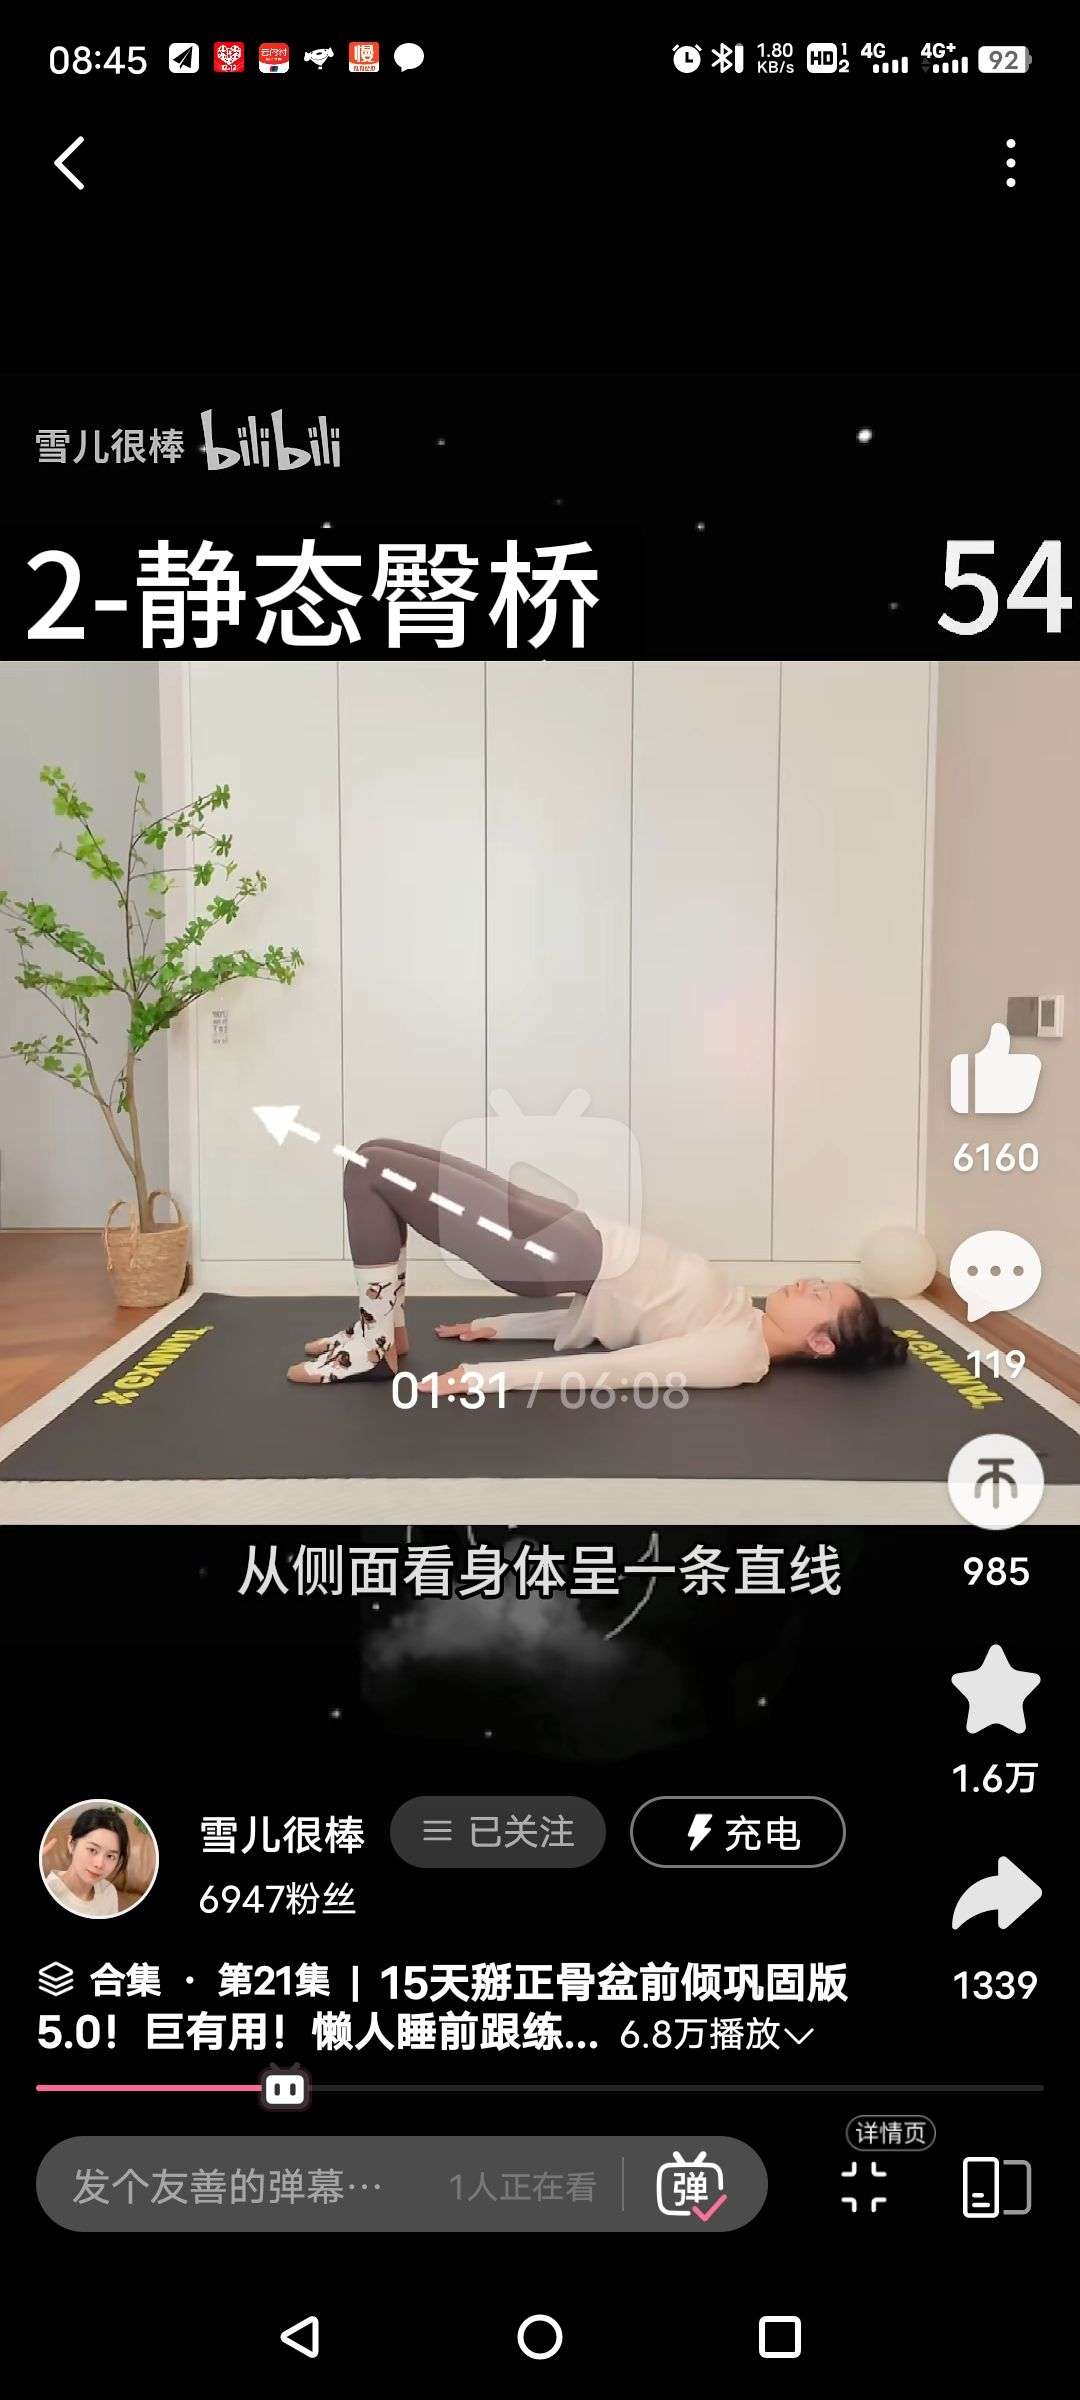 08:45
1.80 KB/s
HD 1 2
4G
4G+
92
慢
雪儿很棒 bilibili
2-静态臀桥
54
6160
119
01:31 / 06:08
从侧面看身体呈一条直线
985
1.6万
雪儿很棒
已关注
充电
6947粉丝
1339
合集 · 第21集 | 15天掰正骨盆前倾巩固版
5.0！巨有用！懒人睡前跟练... 6.8万播放
详情页
发个友善的弹幕…
1人正在看
弹